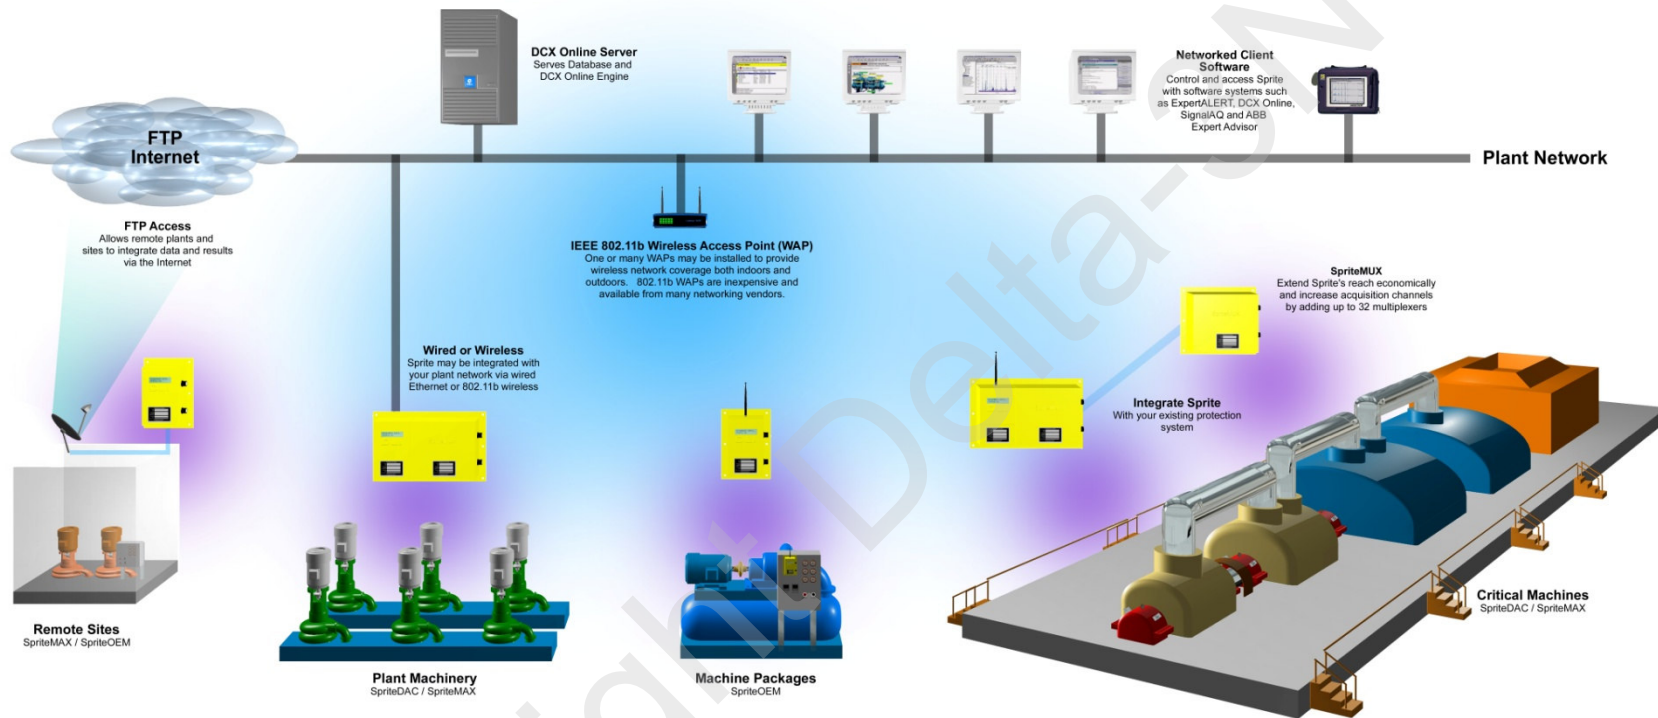 DCX Online Server
Serves Database and
DCX Online Engine
Networked Client
Software
Control and access Sprite
with software systems such
as ExpertALERT, DCX Online,
SignalAQ and ABB
Expert Advisor
FTP
Internet
Plant Network
FTP Access
Allows remote plants and
sites to integrate data and results
via the Internet
IEEE 802.11b Wireless Access Point (WAP)
One or many WAPs may be installed to provide
wireless network coverage both indoors and
outdoors. 802.11b WAPs are inexpensive and
available from many networking vendors.
SpriteMUX
Extend Sprite's reach economically
and increase acquisition channels
by adding up to 32 multiplexers
Wired or Wireless
Sprite may be integrated with
your plant network via wired
Ethernet or 802.11b wireless
Integrate Sprite
With your existing protection
system
Remote Sites
SpriteMAX / SpriteOEM
Plant Machinery
SpriteDAC / SpriteMAX
Machine Packages
SpriteOEM
Critical Machines
SpriteDAC / SpriteMAX
ght Delta-3N